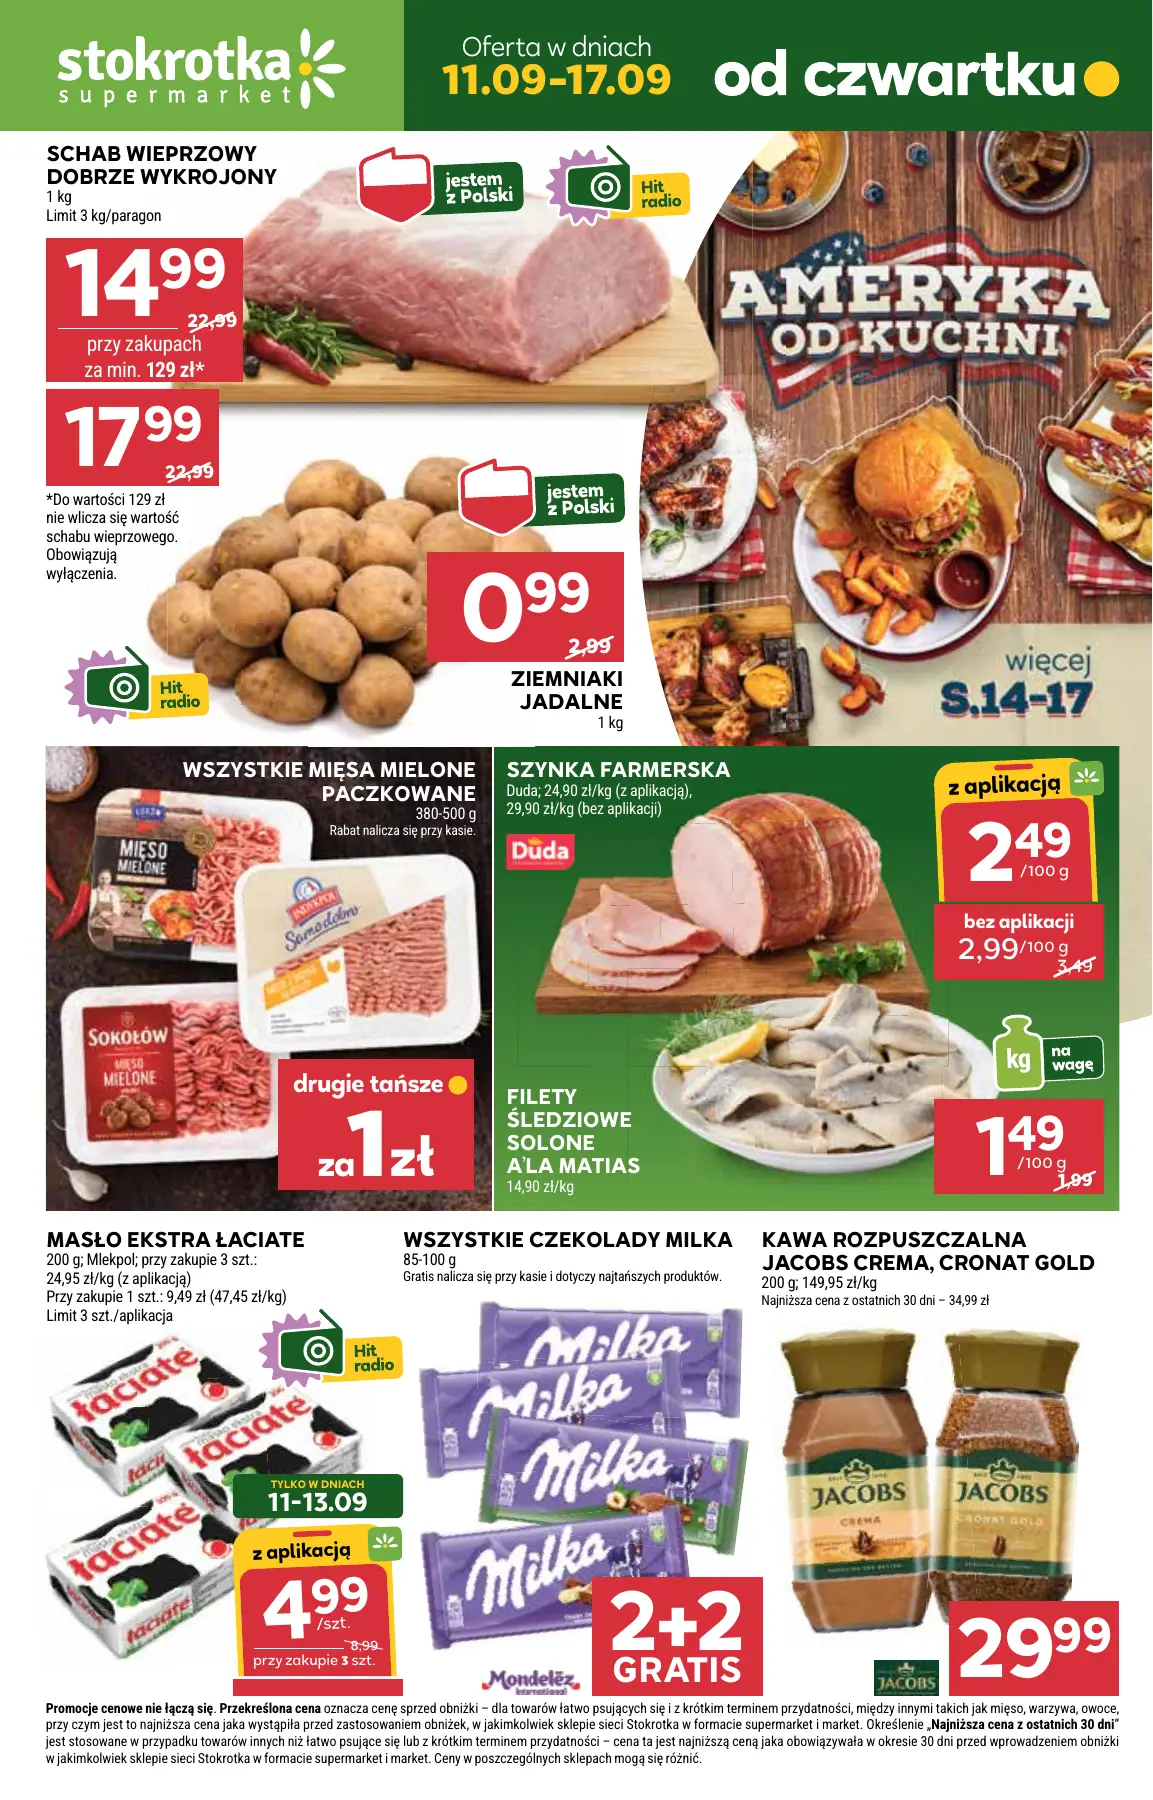 stokrotka
supermarket
Oferta w dniach
11.09-17.09
od czwartku
SCHAB WIEPRZOWY
DOBRZE WYKROJONY
1 kg
Limit 3 kg/paragon
jestem
z Polski
Hit
radio
14 99
22,99
przy zakupach
za min. 129 zł*
17 99
22,99
*Do wartości 129 zł
nie wlicza się wartość
schabu wieprzowego.
Obowiązują
wyłączenia.
AMERYKA
OD KUCHNI
więcej
S.14-17
jestem
z Polski
0 99
2,99
ZIEMNIAKI
JADALNE
1 kg
Hit
radio
WSZYSTKIE MIĘSA MIELONE
PACZKOWANE
380-500 g
Rabat nalicza się przy kasie.
ŁUKÓW
MIĘSO
MIELONE
INDYKPOL
Samo dobro
SOKOŁÓW
MIĘSO
MIELONE
drugie tańsze
za 1 zł
SZYNKA FARMERSKA
Duda; 24,90 zł/kg (z aplikacją),
29,90 zł/kg (bez aplikacji)
Duda
z aplikacją
2 49
/100 g
bez aplikacji
2,99/100 g
3,49
kg
na
wagę
FILETY
ŚLEDZIOWE
SOLONE
A'LA MATIAS
14,90 zł/kg
1 49
/100 g
1,99
MASŁO EKSTRA ŁACIATE
200 g; Mlekpol; przy zakupie 3 szt.:
24,95 zł/kg (z aplikacją)
Przy zakupie 1 szt.: 9,49 zł (47,45 zł/kg)
Limit 3 szt./aplikacja
Hit
radio
masło ekstra
łaciate
masło ekstra
łaciate
masło ekstra
łaciate
TYLKO W DNIACH
11-13.09
z aplikacją
4 99
/szt.
8,99
przy zakupie 3 szt.
WSZYSTKIE CZEKOLADY MILKA
85-100 g
Gratis nalicza się przy kasie i dotyczy najtańszych produktów.
Milka
Milka
Milka
Milka
2+2
GRATIS
Mondelēz
International
KAWA ROZPUSZCZALNA
JACOBS CREMA, CRONAT GOLD
200 g; 149,95 zł/kg
Najniższa cena z ostatnich 30 dni – 34,99 zł
JACOBS
CREMA
JACOBS
CRONAT GOLD
JACOBS
29 99
Promocje cenowe nie łączą się. Przekreślona cena oznacza cenę sprzed obniżki – dla towarów łatwo psujących się i z krótkim terminem przydatności, między innymi takich jak mięso, warzywa, owoce,
przy czym jest to najniższa cena jaka wystąpiła przed zastosowaniem obniżek, w jakimkolwiek sklepie sieci Stokrotka w formacie supermarket i market. Określenie „Najniższa cena z ostatnich 30 dni”
jest stosowane w przypadku towarów innych niż łatwo psujące się lub z krótkim terminem przydatności – cena ta jest najniższą ceną jaka obowiązywała w okresie 30 dni przed wprowadzeniem obniżki
w jakimkolwiek sklepie sieci Stokrotka w formacie supermarket i market. Ceny w poszczególnych sklepach mogą się różnić.